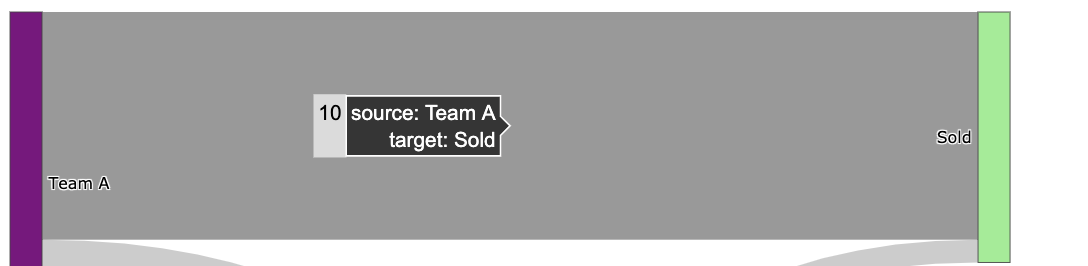 10 source: Team A
target: Sold
Sold
Team A